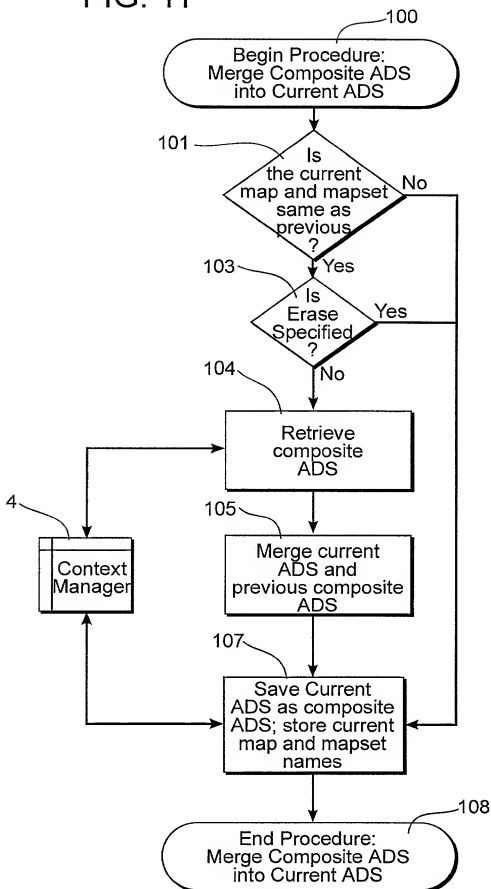 FIG. 11
100
Begin Procedure:
Merge Composite ADS
into Current ADS
101
Is
the current
map and mapset
same as
previous
?
No
Yes
103
Is
Erase
Specified
?
Yes
No
104
Retrieve
composite
ADS
4
Context
Manager
105
Merge current
ADS and
previous composite
ADS
107
Save Current
ADS as composite
ADS; store current
map and mapset
names
108
End Procedure:
Merge Composite ADS
into Current ADS